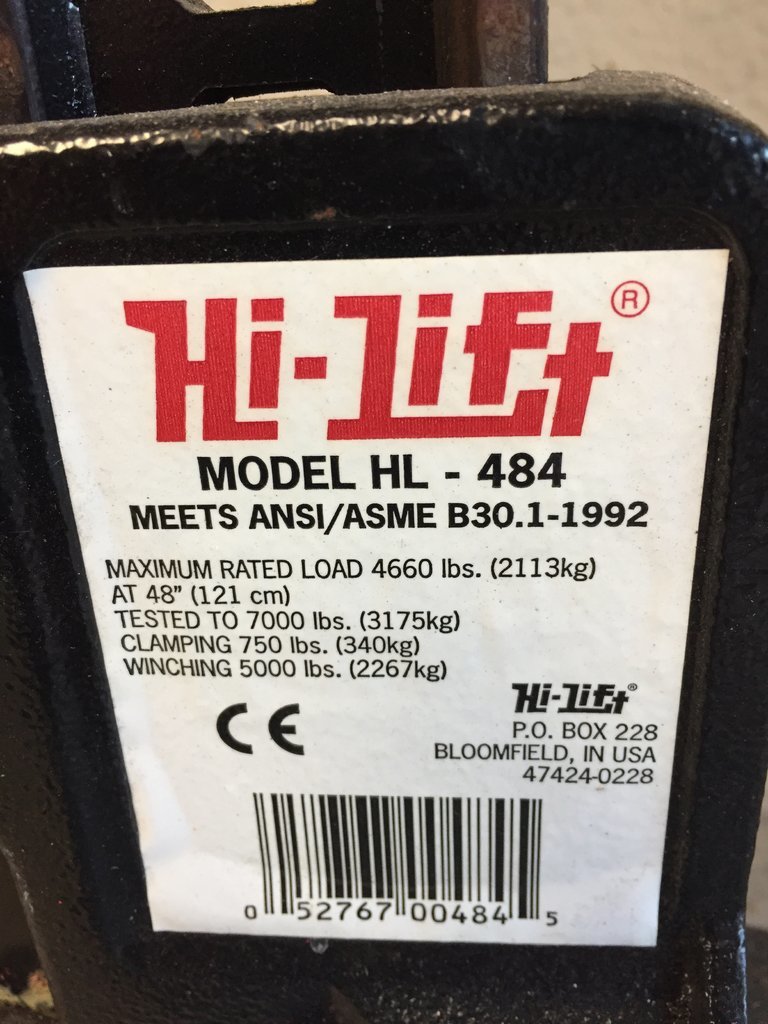 Hi-Lift®
MODEL HL - 484
MEETS ANSI/ASME B30.1-1992
MAXIMUM RATED LOAD 4660 lbs. (2113kg)
AT 48" (121 cm)
TESTED TO 7000 lbs. (3175kg)
CLAMPING 750 lbs. (340kg)
WINCHING 5000 lbs. (2267kg)
CE
Hi-Lift®
P.O. BOX 228
BLOOMFIELD, IN USA
47424-0228
0 52767 00484 5